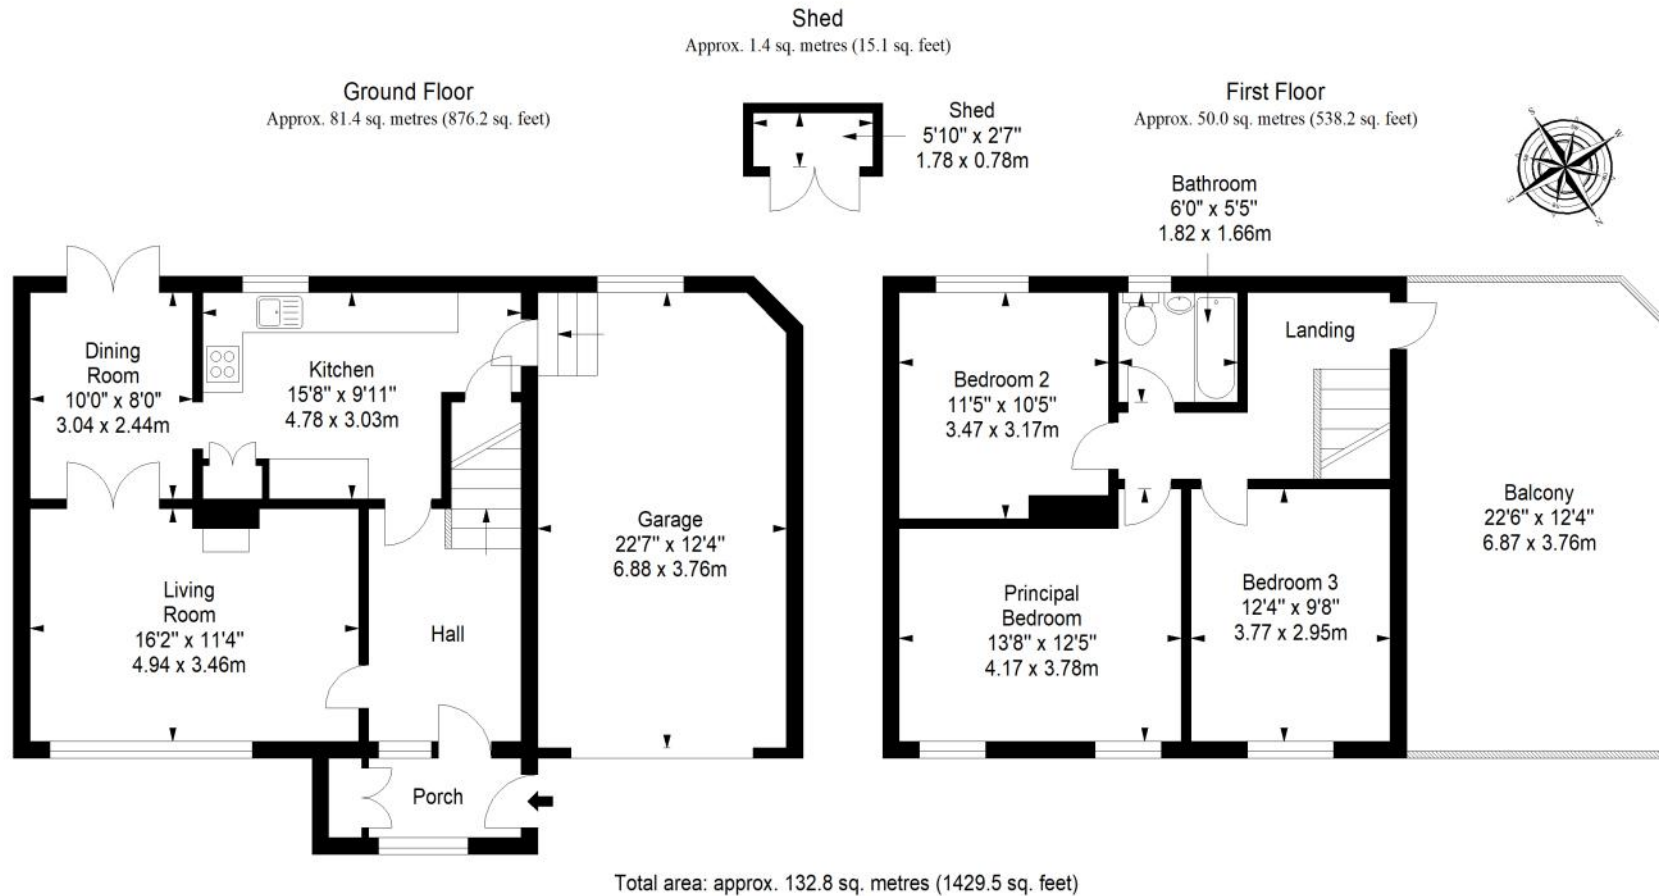 Shed
Approx. 1.4 sq. metres (15.1 sq. feet)
Ground Floor
Approx. 81.4 sq. metres (876.2 sq. feet)
First Floor
Approx. 50.0 sq. metres (538.2 sq. feet)
Shed
5'10" x 2'7"
1.78 x 0.78m
Bathroom
6'0" x 5'5"
1.82 x 1.66m
S
W
E
N
Dining
Room
10'0" x 8'0"
3.04 x 2.44m
Kitchen
15'8" x 9'11"
4.78 x 3.03m
Garage
22'7" x 12'4"
6.88 x 3.76m
Living
Room
16'2" x 11'4"
4.94 x 3.46m
Hall
Porch
Landing
Bedroom 2
11'5" x 10'5"
3.47 x 3.17m
Principal
Bedroom
13'8" x 12'5"
4.17 x 3.78m
Bedroom 3
12'4" x 9'8"
3.77 x 2.95m
Balcony
22'6" x 12'4"
6.87 x 3.76m
Total area: approx. 132.8 sq. metres (1429.5 sq. feet)